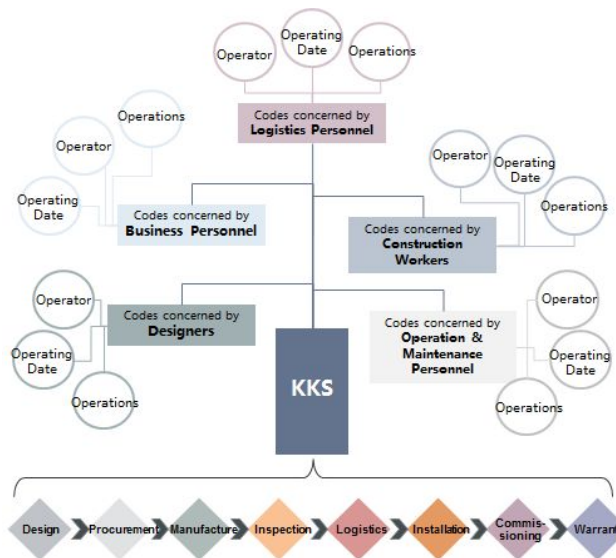 Operator
Operating
Date
Operations
Codes concerned by
Logistics Personnel
Operations
Operator
Operating
Date
Codes concerned by
Business Personnel
Operator
Operating
Date
Operations
Codes concerned by
Construction
Workers
Operator
Operating
Date
Operations
Codes concerned by
Designers
Codes concerned by
Operation &
Maintenance
Personnel
Operator
Operating
Date
Operations
KKS
Design
Procurement
Manufacture
Inspection
Logistics
Installation
Commis-
sioning
Warrant